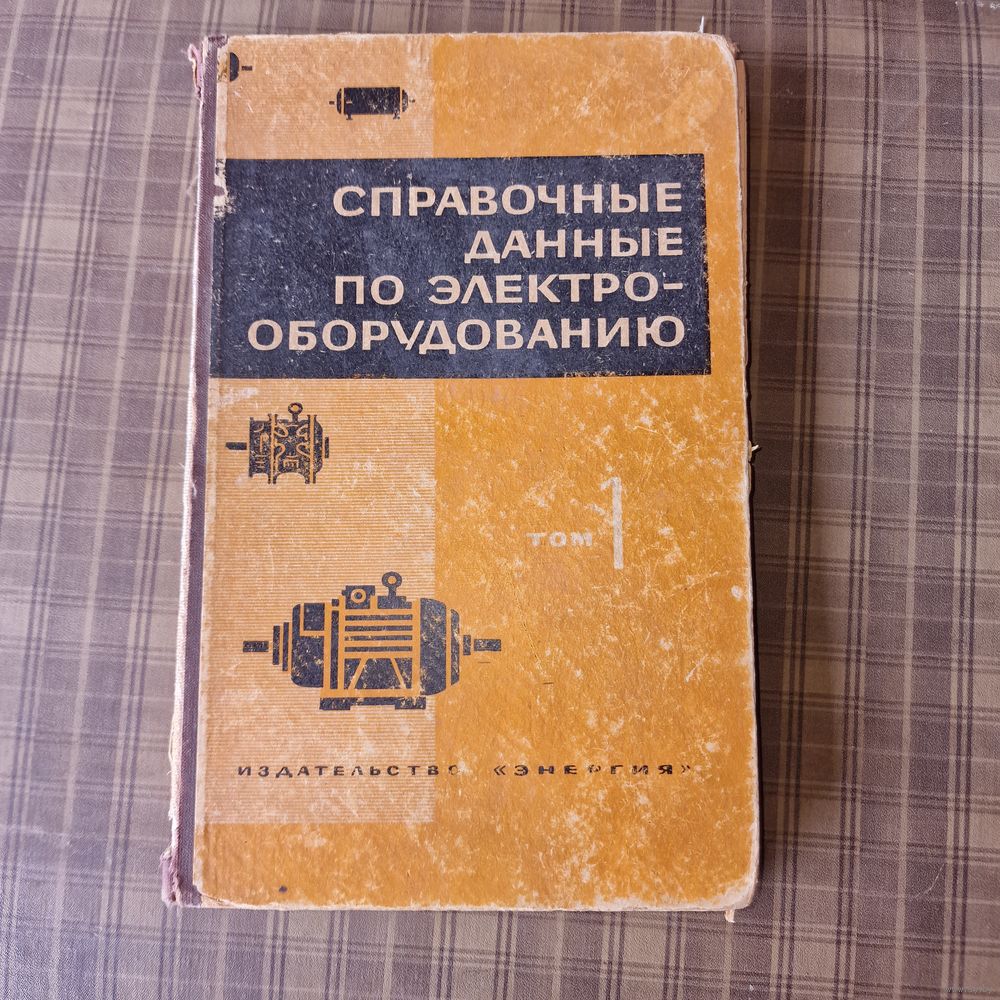 СПРАВОЧНЫЕ
ДАННЫЕ
ПО ЭЛЕКТРО-
ОБОРУДОВАНИЮ
ТОМ 1
ИЗДАТЕЛЬСТВО «ЭНЕРГИЯ»